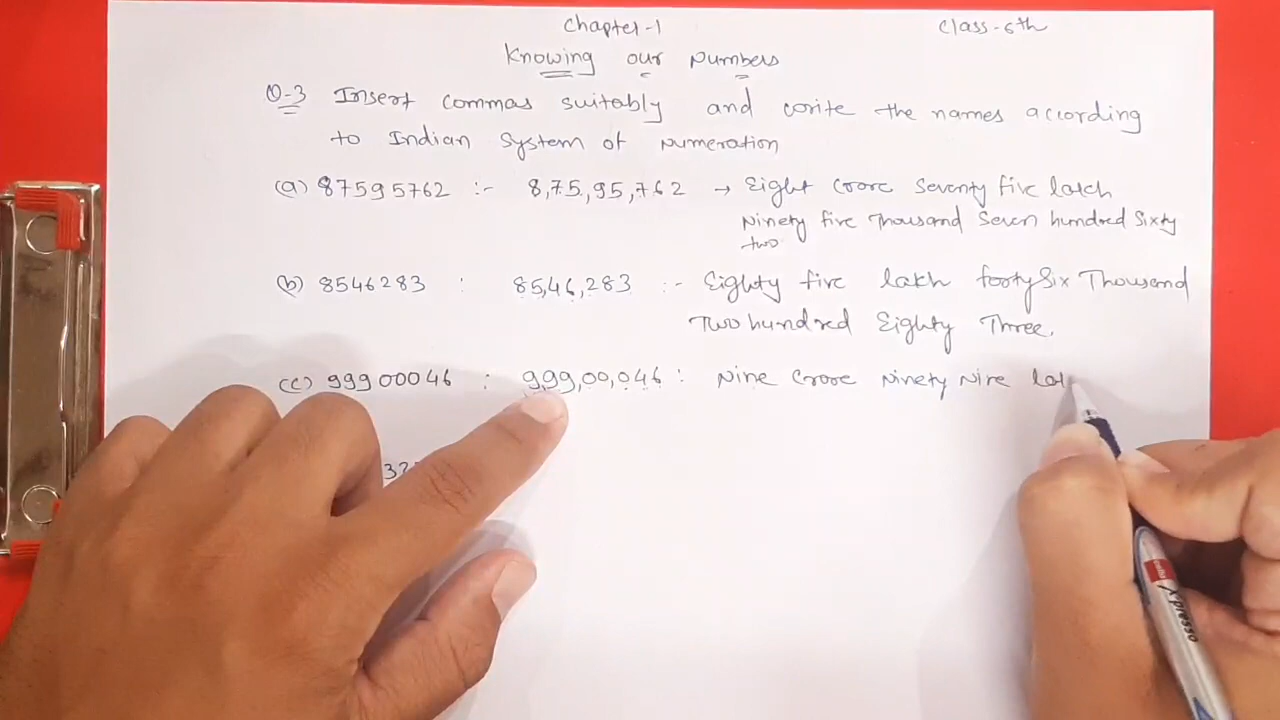 Chapter-1
Class-6th
Knowing our Numbers
Q-3 Insert commas suitably and write the names according
to Indian System of Numeration
(a) 87595762 :- 8,75,95,762 → Eight Crore Seventy five lakh
Ninety five Thousand Seven hundred Sixty
two
(b) 8546283 : 85,46,283 :- Eighty five lakh forty Six Thousand
Two hundred Eighty Three.
(c) 99900046 : 9,99,00,046 : Nine Crore Ninety Nine
cello X-presso